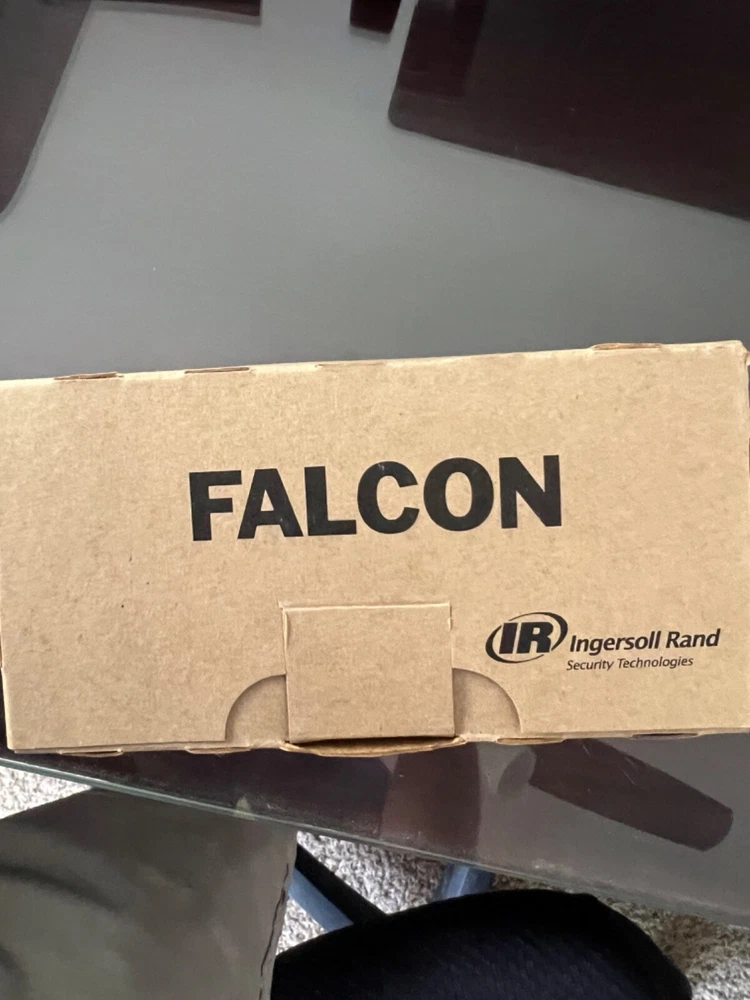 FALCON
IR Ingersoll Rand
Security Technologies